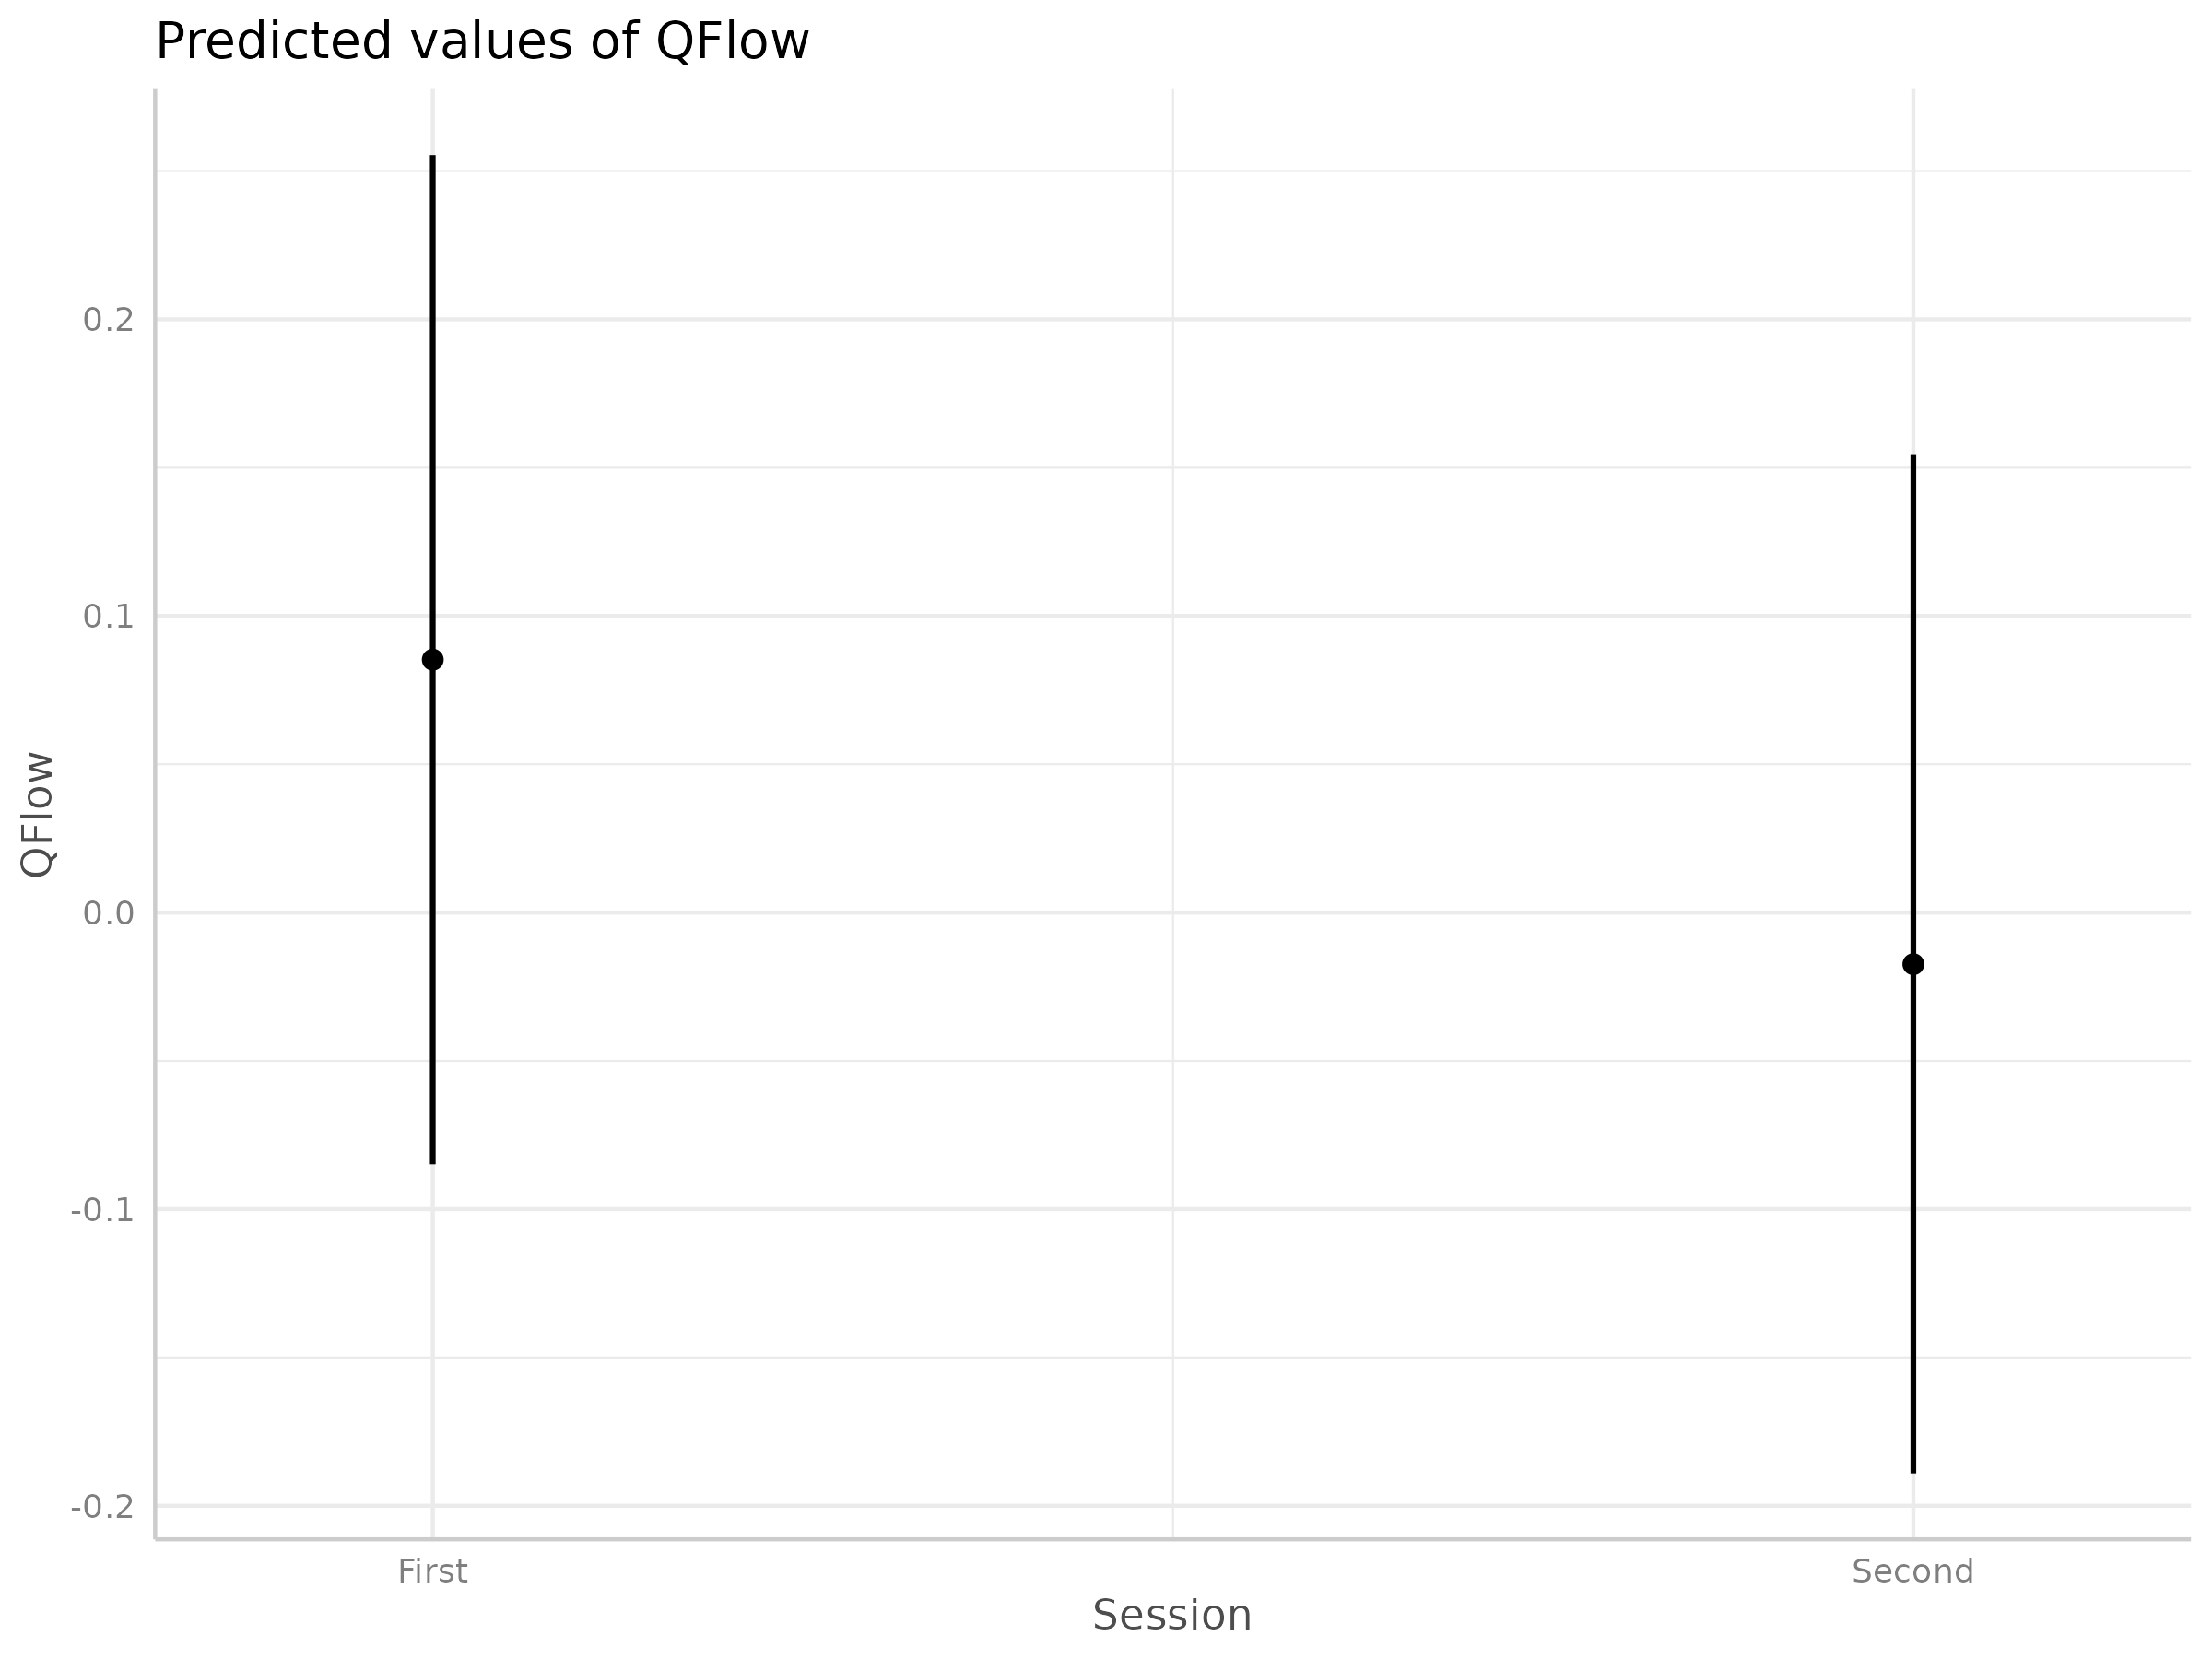 Predicted values of QFlow
0.2
0.1
0.0
-0.1
-0.2
QFlow
First
Second
Session